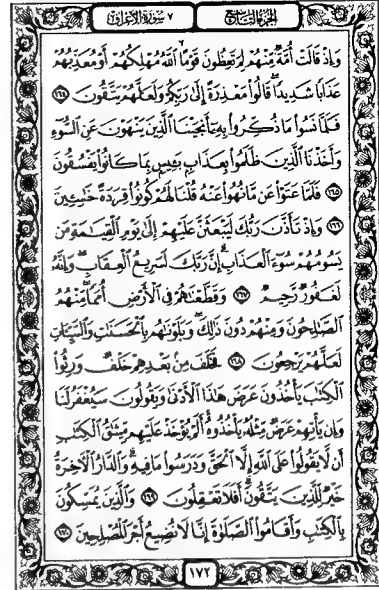 سورة الأعراف ٧
الجزء التاسع
وَإِذْ قَالَتْ أُمَّةٌ مِّنْهُمْ لِمَ تَعِظُونَ قَوْمًا ٱللَّهُ مُهْلِكُهُمْ أَوْ مُعَذِّبُهُمْ
عَذَابًا شَدِيدًا قَالُوا۟ مَعْذِرَةً إِلَىٰ رَبِّكُمْ وَلَعَلَّهُمْ يَتَّقُونَ ١٦٤
فَلَمَّا نَسُوا۟ مَا ذُكِّرُوا۟ بِهِۦٓ أَنجَيْنَا ٱلَّذِينَ يَنْهَوْنَ عَنِ ٱلسُّوٓءِ
وَأَخَذْنَا ٱلَّذِينَ ظَلَمُوا۟ بِعَذَابٍۭ بَـِٔيسٍۭ بِمَا كَانُوا۟ يَفْسُقُونَ
١٦٥ فَلَمَّا عَتَوْا۟ عَن مَّا نُهُوا۟ عَنْهُ قُلْنَا لَهُمْ كُونُوا۟ قِرَدَةً خَـٰسِـِٔينَ
١٦٦ وَإِذْ تَأَذَّنَ رَبُّكَ لَيَبْعَثَنَّ عَلَيْهِمْ إِلَىٰ يَوْمِ ٱلْقِيَـٰمَةِ مَن
يَسُومُهُمْ سُوٓءَ ٱلْعَذَابِ إِنَّ رَبَّكَ لَسَرِيعُ ٱلْعِقَابِ وَإِنَّهُۥ
لَغَفُورٌ رَّحِيمٌ ١٦٧ وَقَطَّعْنَـٰهُمْ فِى ٱلْأَرْضِ أُمَمًا مِّنْهُمُ
ٱلصَّـٰلِحُونَ وَمِنْهُمْ دُونَ ذَٰلِكَ وَبَلَوْنَـٰهُم بِٱلْحَسَنَـٰتِ وَٱلسَّيِّـَٔاتِ
لَعَلَّهُمْ يَرْجِعُونَ ١٦٨ فَخَلَفَ مِنۢ بَعْدِهِمْ خَلْفٌ وَرِثُوا۟
ٱلْكِتَـٰبَ يَأْخُذُونَ عَرَضَ هَـٰذَا ٱلْأَدْنَىٰ وَيَقُولُونَ سَيُغْفَرُ لَنَا
وَإِن يَأْتِهِمْ عَرَضٌ مِّثْلُهُۥ يَأْخُذُوهُ أَلَمْ يُؤْخَذْ عَلَيْهِم مِّيثَـٰقُ ٱلْكِتَـٰبِ
أَن لَّا يَقُولُوا۟ عَلَى ٱللَّهِ إِلَّا ٱلْحَقَّ وَدَرَسُوا۟ مَا فِيهِ وَٱلدَّارُ ٱلْـَٔاخِرَةُ
خَيْرٌ لِّلَّذِينَ يَتَّقُونَ أَفَلَا تَعْقِلُونَ ١٦٩ وَٱلَّذِينَ يُمَسِّكُونَ
بِٱلْكِتَـٰبِ وَأَقَامُوا۟ ٱلصَّلَوٰةَ إِنَّا لَا نُضِيعُ أَجْرَ ٱلْمُصْلِحِينَ ١٧٠
١٧٢